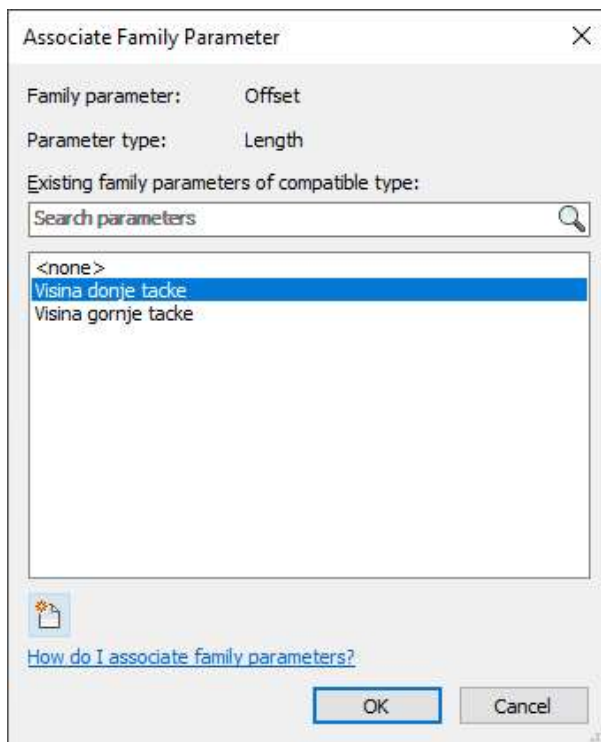 Associate Family Parameter
Family parameter: Offset
Parameter type: Length
Existing family parameters of compatible type:
Search parameters
<none>
Visina donje tacke
Visina gornje tacke
How do I associate family parameters?
OK Cancel